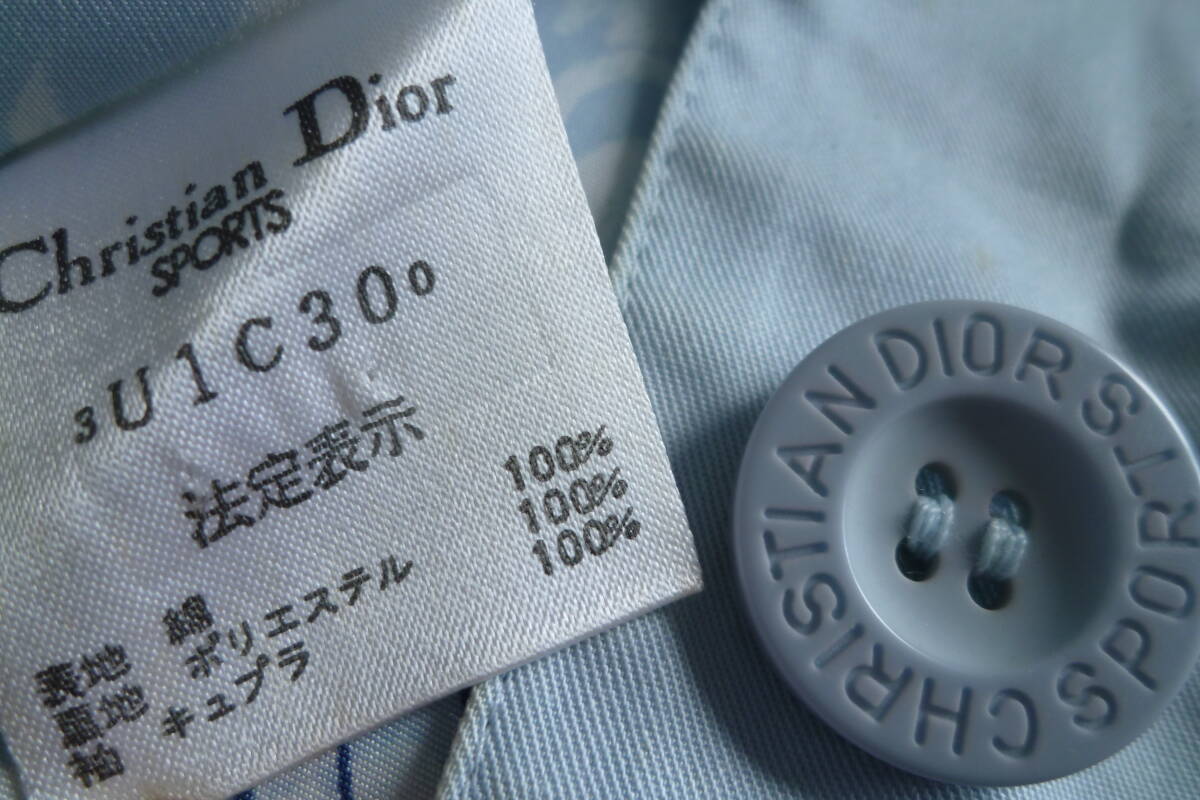 Christian Dior
SPORTS
3U1C300
法定表示
表地 綿 100%
裏地 ポリエステル 100%
袖 キュプラ 100%
CHRISTIAN DIOR SPORTS